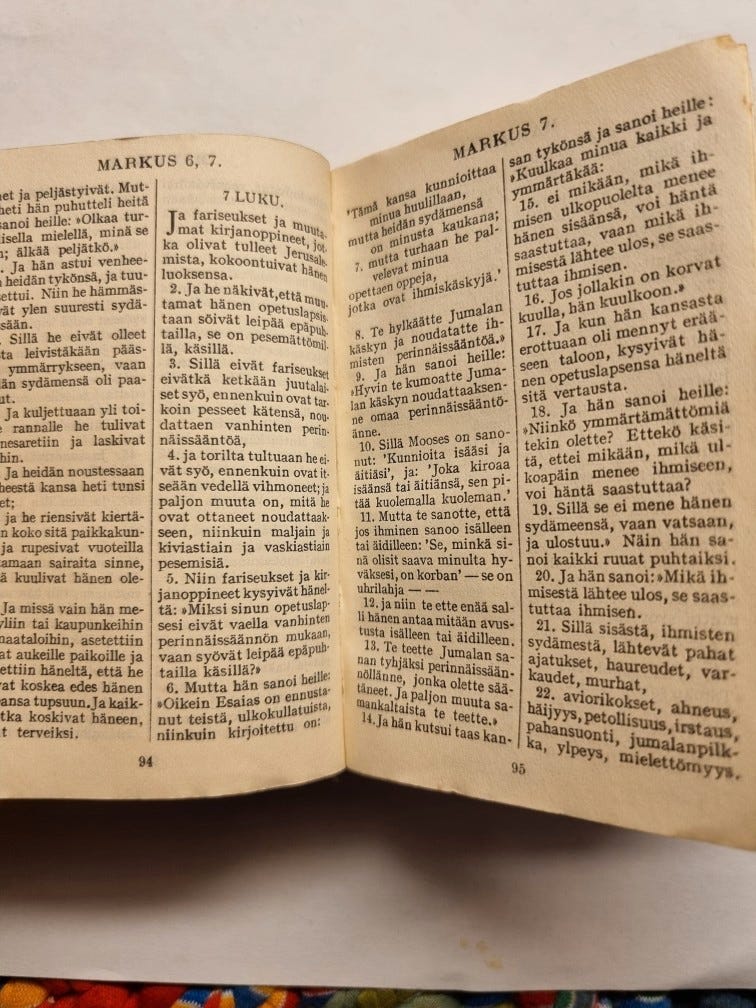 MARKUS 6, 7.
ja peljästyivät. Mut-
heti hän puhutteli heitä
sanoi heille: »Olkaa tur-
mielellä, minä se
älkää peljätkö.»
Ja hän astui venhee-
heidän tykönsä, ja tuu-
Niin he hämmäs-
ylen suuresti sydä-
Sillä he eivät olleet
leivistäkään pääs-
ymmärrykseen, vaan
sydämensä oli paa-
Ja kuljettuaan yli toi-
rannalle he tulivat
ja laskivat
Ja heidän noustessaan
kansa heti tunsi
ja he riensivät kiertä-
koko sitä paikkakun-
ja rupesivat vuoteilla
sairaita sinne,
kuulivat hänen ole-
Ja missä vain hän me-
tai kaupunkeihin
maataloihin, asetettiin
aukeille paikoille ja
häneltä, että he
koskea edes hänen
tupsuun. Ja kaik-
jotka koskivat häneen,
terveiksi.
94
7 LUKU.
Ja fariseukset ja muuta-
mat kirjanoppineet, jot-
ka olivat tulleet Jerusale-
mista, kokoontuivat hänen
luoksensa.
2. Ja he näkivät, että muu-
tamat hänen opetuslapsis-
taan söivät leipää epäpuh-
tailla, se on pesemättömil-
lä, käsillä.
3. Sillä eivät fariseukset
eivätkä ketkään juutalai-
set syö, ennenkuin ovat tar-
koin pesseet kätensä, nou-
dattaen vanhinten perin-
näissääntöä,
4. ja torilta tultuaan he ei-
vät syö, ennenkuin ovat it-
seään vedellä vihmoneet; ja
paljon muuta on, mitä he
ovat ottaneet noudattaak-
seen, niinkuin maljain ja
kiviastiain ja vaskiastiain
pesemisiä.
5. Niin fariseukset ja kir-
janoppineet kysyivät hänel-
tä: »Miksi sinun opetuslap-
sesi eivät vaella vanhinten
perinnäissäännön mukaan,
vaan syövät leipää epäpuh-
tailla käsillä?»
6. Mutta hän sanoi heille:
»Oikein Esaias on ennusta-
nut teistä, ulkokullatuista,
niinkuin kirjoitettu on:
MARKUS 7.
'Tämä kansa kunnioittaa
minua huulillaan,
mutta heidän sydämensä
on minusta kaukana;
7. mutta turhaan he pal-
velevat minua
opettaen oppeja,
jotka ovat ihmiskäskyjä.'
8. Te hylkäätte Jumalan
käskyn ja noudatatte ih-
misten perinnäissääntöä.»
9. Ja hän sanoi heille:
»Hyvin te kumoatte Juma-
lan käskyn noudattaaksen-
ne omaa perinnäissääntö-
änne.
10. Sillä Mooses on sano-
nut: 'Kunnioita isääsi ja
äitiäsi', ja: 'Joka kiroaa
isäänsä tai äitiänsä, sen pi-
tää kuolemalla kuoleman.'
11. Mutta te sanotte, että
jos ihminen sanoo isälleen
tai äidilleen: 'Se, minkä si-
nä olisit saava minulta hy-
väksesi, on korban' — se on
uhrilahja — —
12. ja niin te ette enää sal-
li hänen antaa mitään avus-
tusta isälleen tai äidilleen.
13. Te teette Jumalan sa-
nan tyhjäksi perinnäissään-
nöllänne, jonka olette sää-
täneet. Ja paljon muuta sa-
mankaltaista te teette.»
14. Ja hän kutsui taas kan-
san tykönsä ja sanoi heille:
»Kuulkaa minua kaikki ja
ymmärtäkää:
15. ei mikään, mikä ih-
misen ulkopuolelta menee
hänen sisäänsä, voi häntä
saastuttaa, vaan mikä ih-
misestä lähtee ulos, se saas-
tuttaa ihmisen.
16. Jos jollakin on korvat
kuulla, hän kuulkoon.»
17. Ja kun hän kansasta
erottuaan oli mennyt erää-
seen taloon, kysyivät hä-
nen opetuslapsensa häneltä
sitä vertausta.
18. Ja hän sanoi heille:
»Niinkö ymmärtämättömiä
tekin olette? Ettekö käsi-
tä, ettei mikään, mikä ul-
koapäin menee ihmiseen,
voi häntä saastuttaa?
19. Sillä se ei mene hänen
sydämeensä, vaan vatsaan,
ja ulostuu.» Näin hän sa-
noi kaikki ruuat puhtaiksi.
20. Ja hän sanoi: »Mikä ih-
misestä lähtee ulos, se saas-
tuttaa ihmisen.
21. Sillä sisästä, ihmisten
sydämestä, lähtevät pahat
ajatukset, haureudet, var-
kaudet, murhat,
22. aviorikokset, ahneus,
häijyys, petollisuus, irstaus,
pahansuonti, jumalanpilk-
ka, ylpeys, mielettömyys.
95